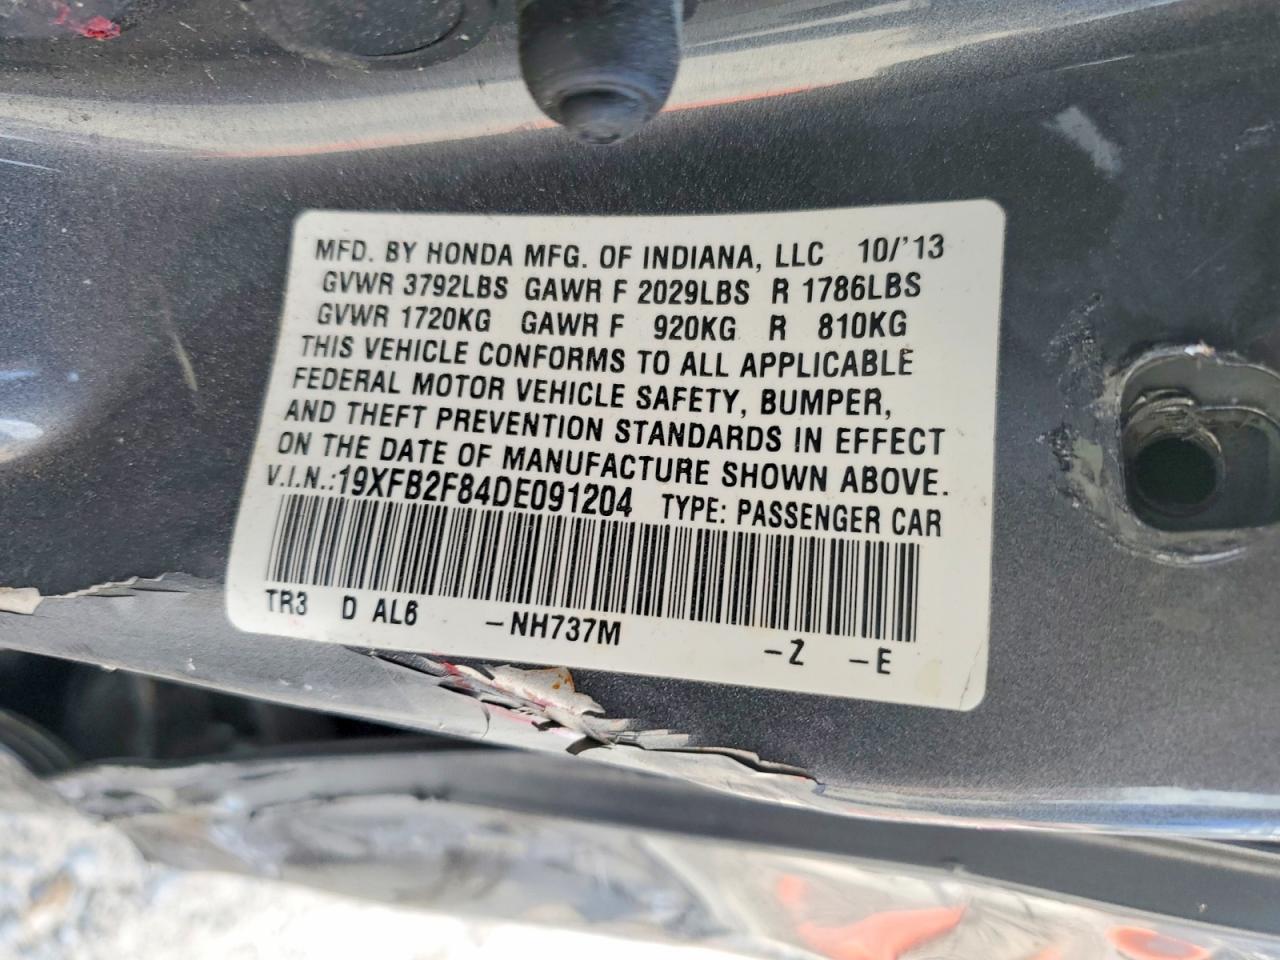 MFD. BY HONDA MFG. OF INDIANA, LLC 10/'13
GVWR 3792LBS GAWR F 2029LBS R 1786LBS
GVWR 1720KG GAWR F 920KG R 810KG
THIS VEHICLE CONFORMS TO ALL APPLICABLE
FEDERAL MOTOR VEHICLE SAFETY, BUMPER,
AND THEFT PREVENTION STANDARDS IN EFFECT
ON THE DATE OF MANUFACTURE SHOWN ABOVE.
V.I.N.:19XFB2F84DE091204 TYPE: PASSENGER CAR
TR3 D AL6 -NH737M -Z -E